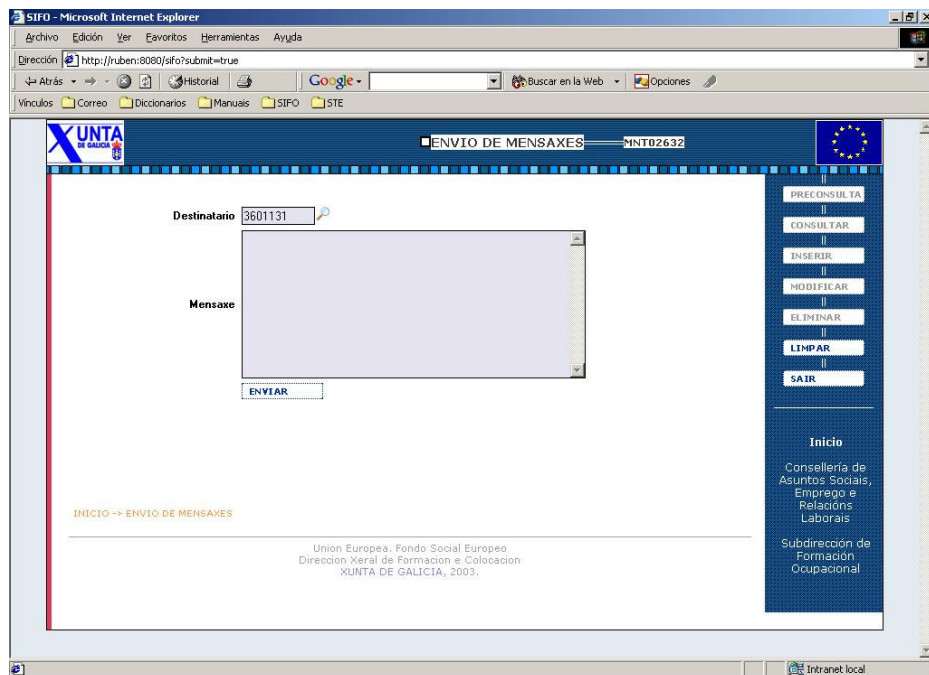 SIFO - Microsoft Internet Explorer
Archivo Edición Ver Favoritos Herramientas Ayuda
Dirección http://ruben:8080/sifo?submit=true
Atrás Historial Google Buscar en la Web Opciones
Vínculos Correo Diccionarios Manuais SIFO STE
XUNTA
DE GALICIA
ENVIO DE MENSAXES MNT02632
PRECONSULTA
Destinatario 3601131
CONSULTAR
INSERIR
MODIFICAR
Mensaxe
ELIMINAR
LIMPAR
SAIR
ENVIAR
Inicio
Consellería de
Asuntos Sociais,
Emprego e
Relacións
Laborais
INICIO -> ENVIO DE MENSAXES
Subdirección de
Formación
Ocupacional
Union Europea. Fondo Social Europeo
Direccion Xeral de Formacion e Colocacion
XUNTA DE GALICIA, 2003.
Intranet local